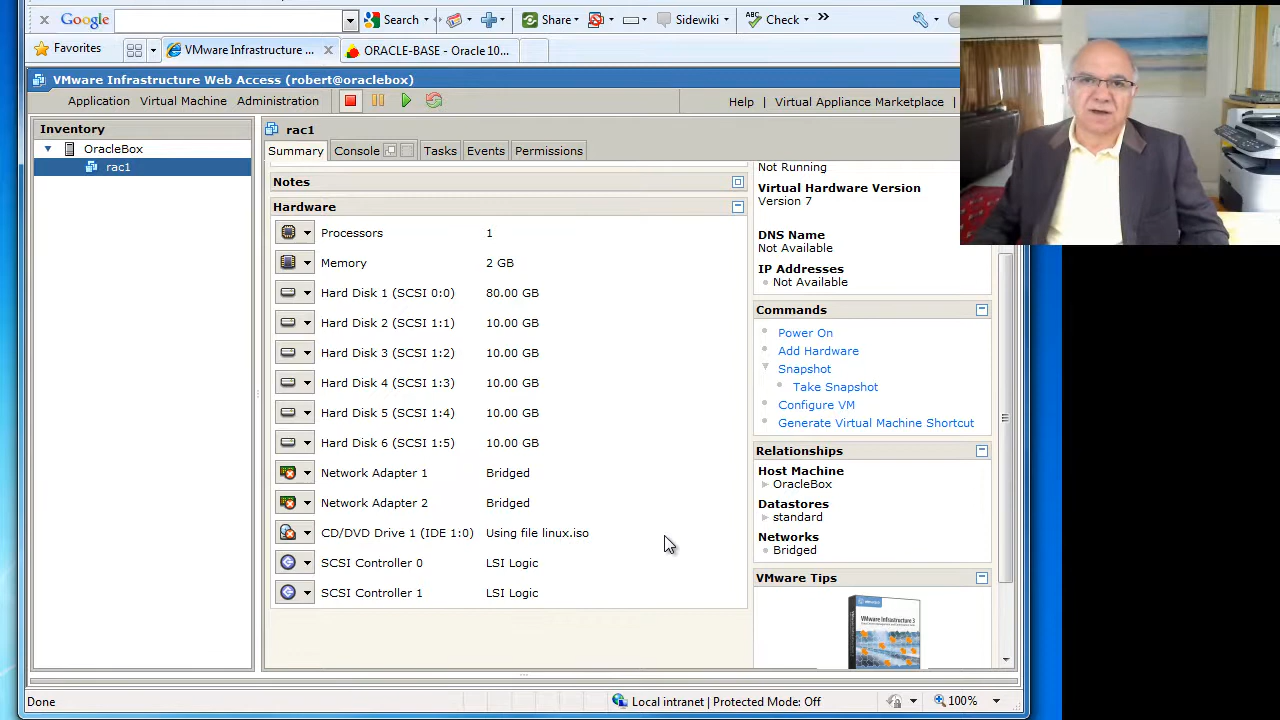 Google
Search
Share
Sidewiki
Check
Favorites
VMware Infrastructure ...
ORACLE-BASE - Oracle 10...
VMware Infrastructure Web Access (robert@oraclebox)
Application Virtual Machine Administration
Help | Virtual Appliance Marketplace |
Inventory
OracleBox
rac1
rac1
Summary Console Tasks Events Permissions
Notes
Hardware
Processors 1
Memory 2 GB
Hard Disk 1 (SCSI 0:0) 80.00 GB
Hard Disk 2 (SCSI 1:1) 10.00 GB
Hard Disk 3 (SCSI 1:2) 10.00 GB
Hard Disk 4 (SCSI 1:3) 10.00 GB
Hard Disk 5 (SCSI 1:4) 10.00 GB
Hard Disk 6 (SCSI 1:5) 10.00 GB
Network Adapter 1 Bridged
Network Adapter 2 Bridged
CD/DVD Drive 1 (IDE 1:0) Using file linux.iso
SCSI Controller 0 LSI Logic
SCSI Controller 1 LSI Logic
Not Running
Virtual Hardware Version
Version 7
DNS Name
Not Available
IP Addresses
Not Available
Commands
Power On
Add Hardware
Snapshot
Take Snapshot
Configure VM
Generate Virtual Machine Shortcut
Relationships
Host Machine
OracleBox
Datastores
standard
Networks
Bridged
VMware Tips
VMware Infrastructure 3
Done
Local intranet | Protected Mode: Off
100%